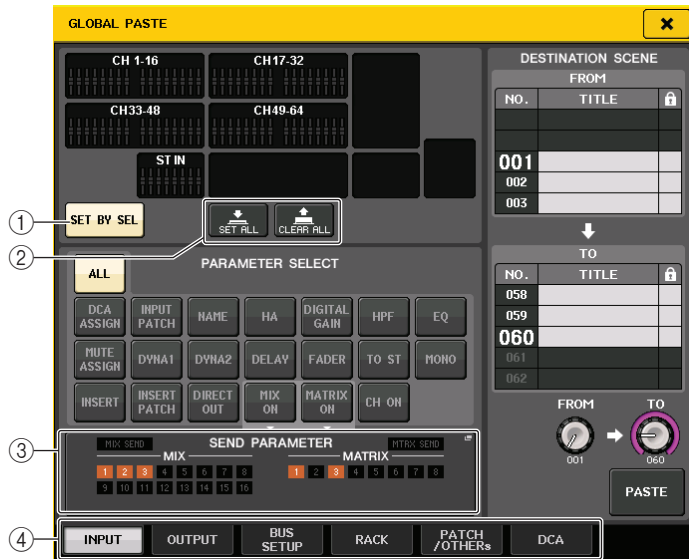 GLOBAL PASTE
CH 1-16
CH17-32
CH33-48
CH49-64
ST IN
① SET BY SEL
② SET ALL
CLEAR ALL
ALL
PARAMETER SELECT
DCA ASSIGN
INPUT PATCH
NAME
HA
DIGITAL GAIN
HPF
EQ
MUTE ASSIGN
DYNA1
DYNA2
DELAY
FADER
TO ST
MONO
INSERT
INSERT PATCH
DIRECT OUT
MIX ON
MATRIX ON
CH ON
③
MIX SEND
SEND PARAMETER
MTRX SEND
MIX
MATRIX
1 2 3 4 5 6 7 8
1 2 3 4 5 6 7 8
9 10 11 12 13 14 15 16
④
INPUT
OUTPUT
BUS SETUP
RACK
PATCH /OTHERs
DCA
DESTINATION SCENE
FROM
NO. TITLE
001
002
003
TO
NO. TITLE
058
059
060
061
062
FROM
TO
001
060
PASTE